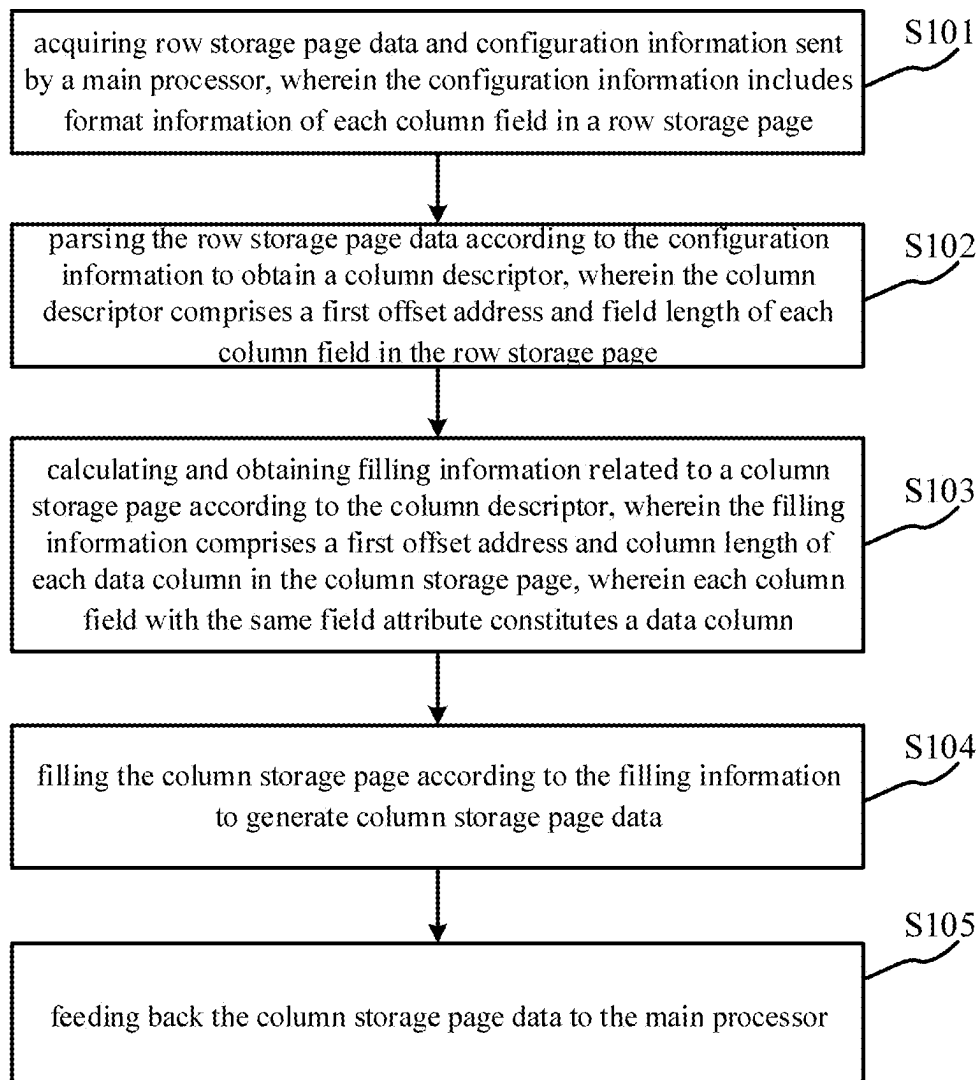 S101
acquiring row storage page data and configuration information sent
by a main processor, wherein the configuration information includes
format information of each column field in a row storage page
S102
parsing the row storage page data according to the configuration
information to obtain a column descriptor, wherein the column
descriptor comprises a first offset address and field length of each
column field in the row storage page
S103
calculating and obtaining filling information related to a column
storage page according to the column descriptor, wherein the filling
information comprises a first offset address and column length of
each data column in the column storage page, wherein each column
field with the same field attribute constitutes a data column
S104
filling the column storage page according to the filling information
to generate column storage page data
S105
feeding back the column storage page data to the main processor